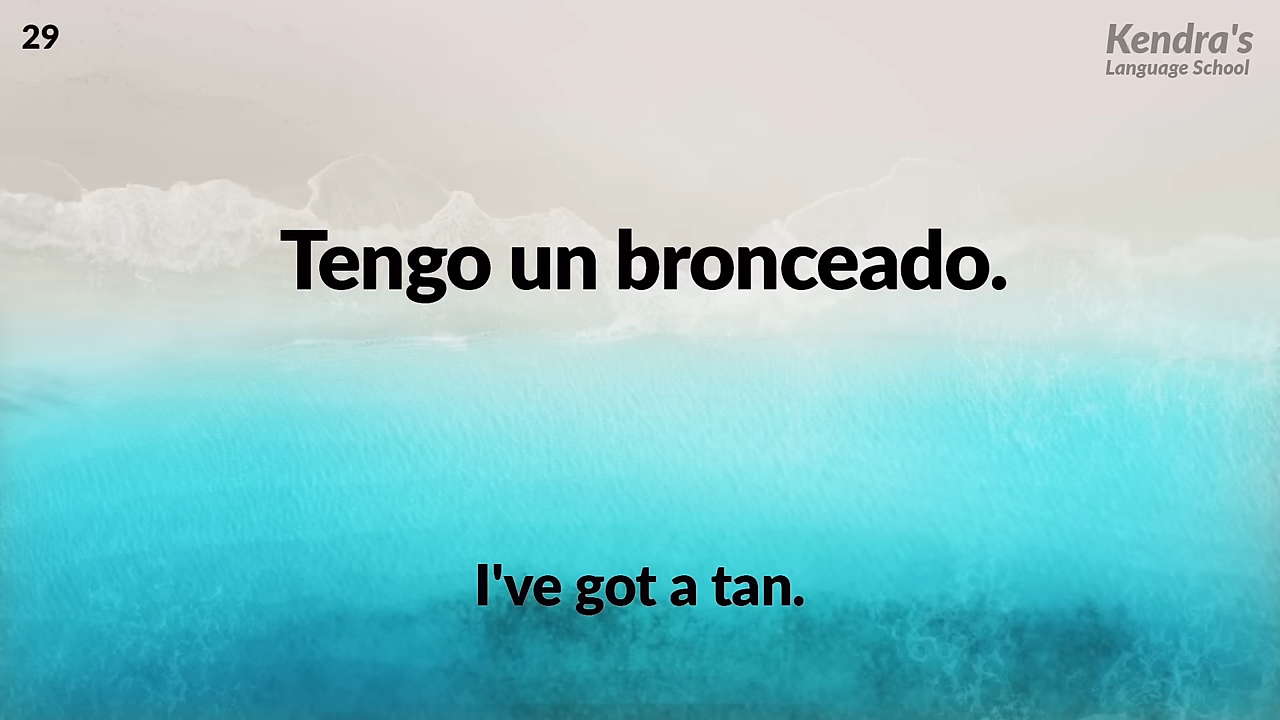 29
Kendra's
Language School
Tengo un bronceado.
I've got a tan.